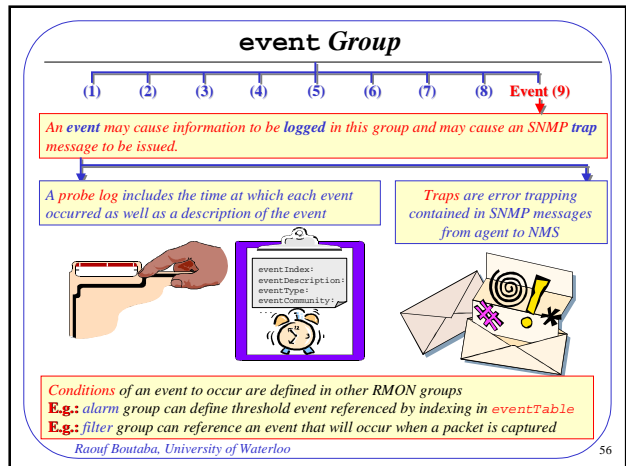 event Group
(1) (2) (3) (4) (5) (6) (7) (8) Event (9)
An event may cause information to be logged in this group and may cause an SNMP trap
message to be issued.
A probe log includes the time at which each event
occurred as well as a description of the event
Traps are error trapping
contained in SNMP messages
from agent to NMS
eventIndex:
eventDescription:
eventType:
eventCommunity:
Conditions of an event to occur are defined in other RMON groups
E.g.: alarm group can define threshold event referenced by indexing in eventTable
E.g.: filter group can reference an event that will occur when a packet is captured
Raouf Boutaba, University of Waterloo
56